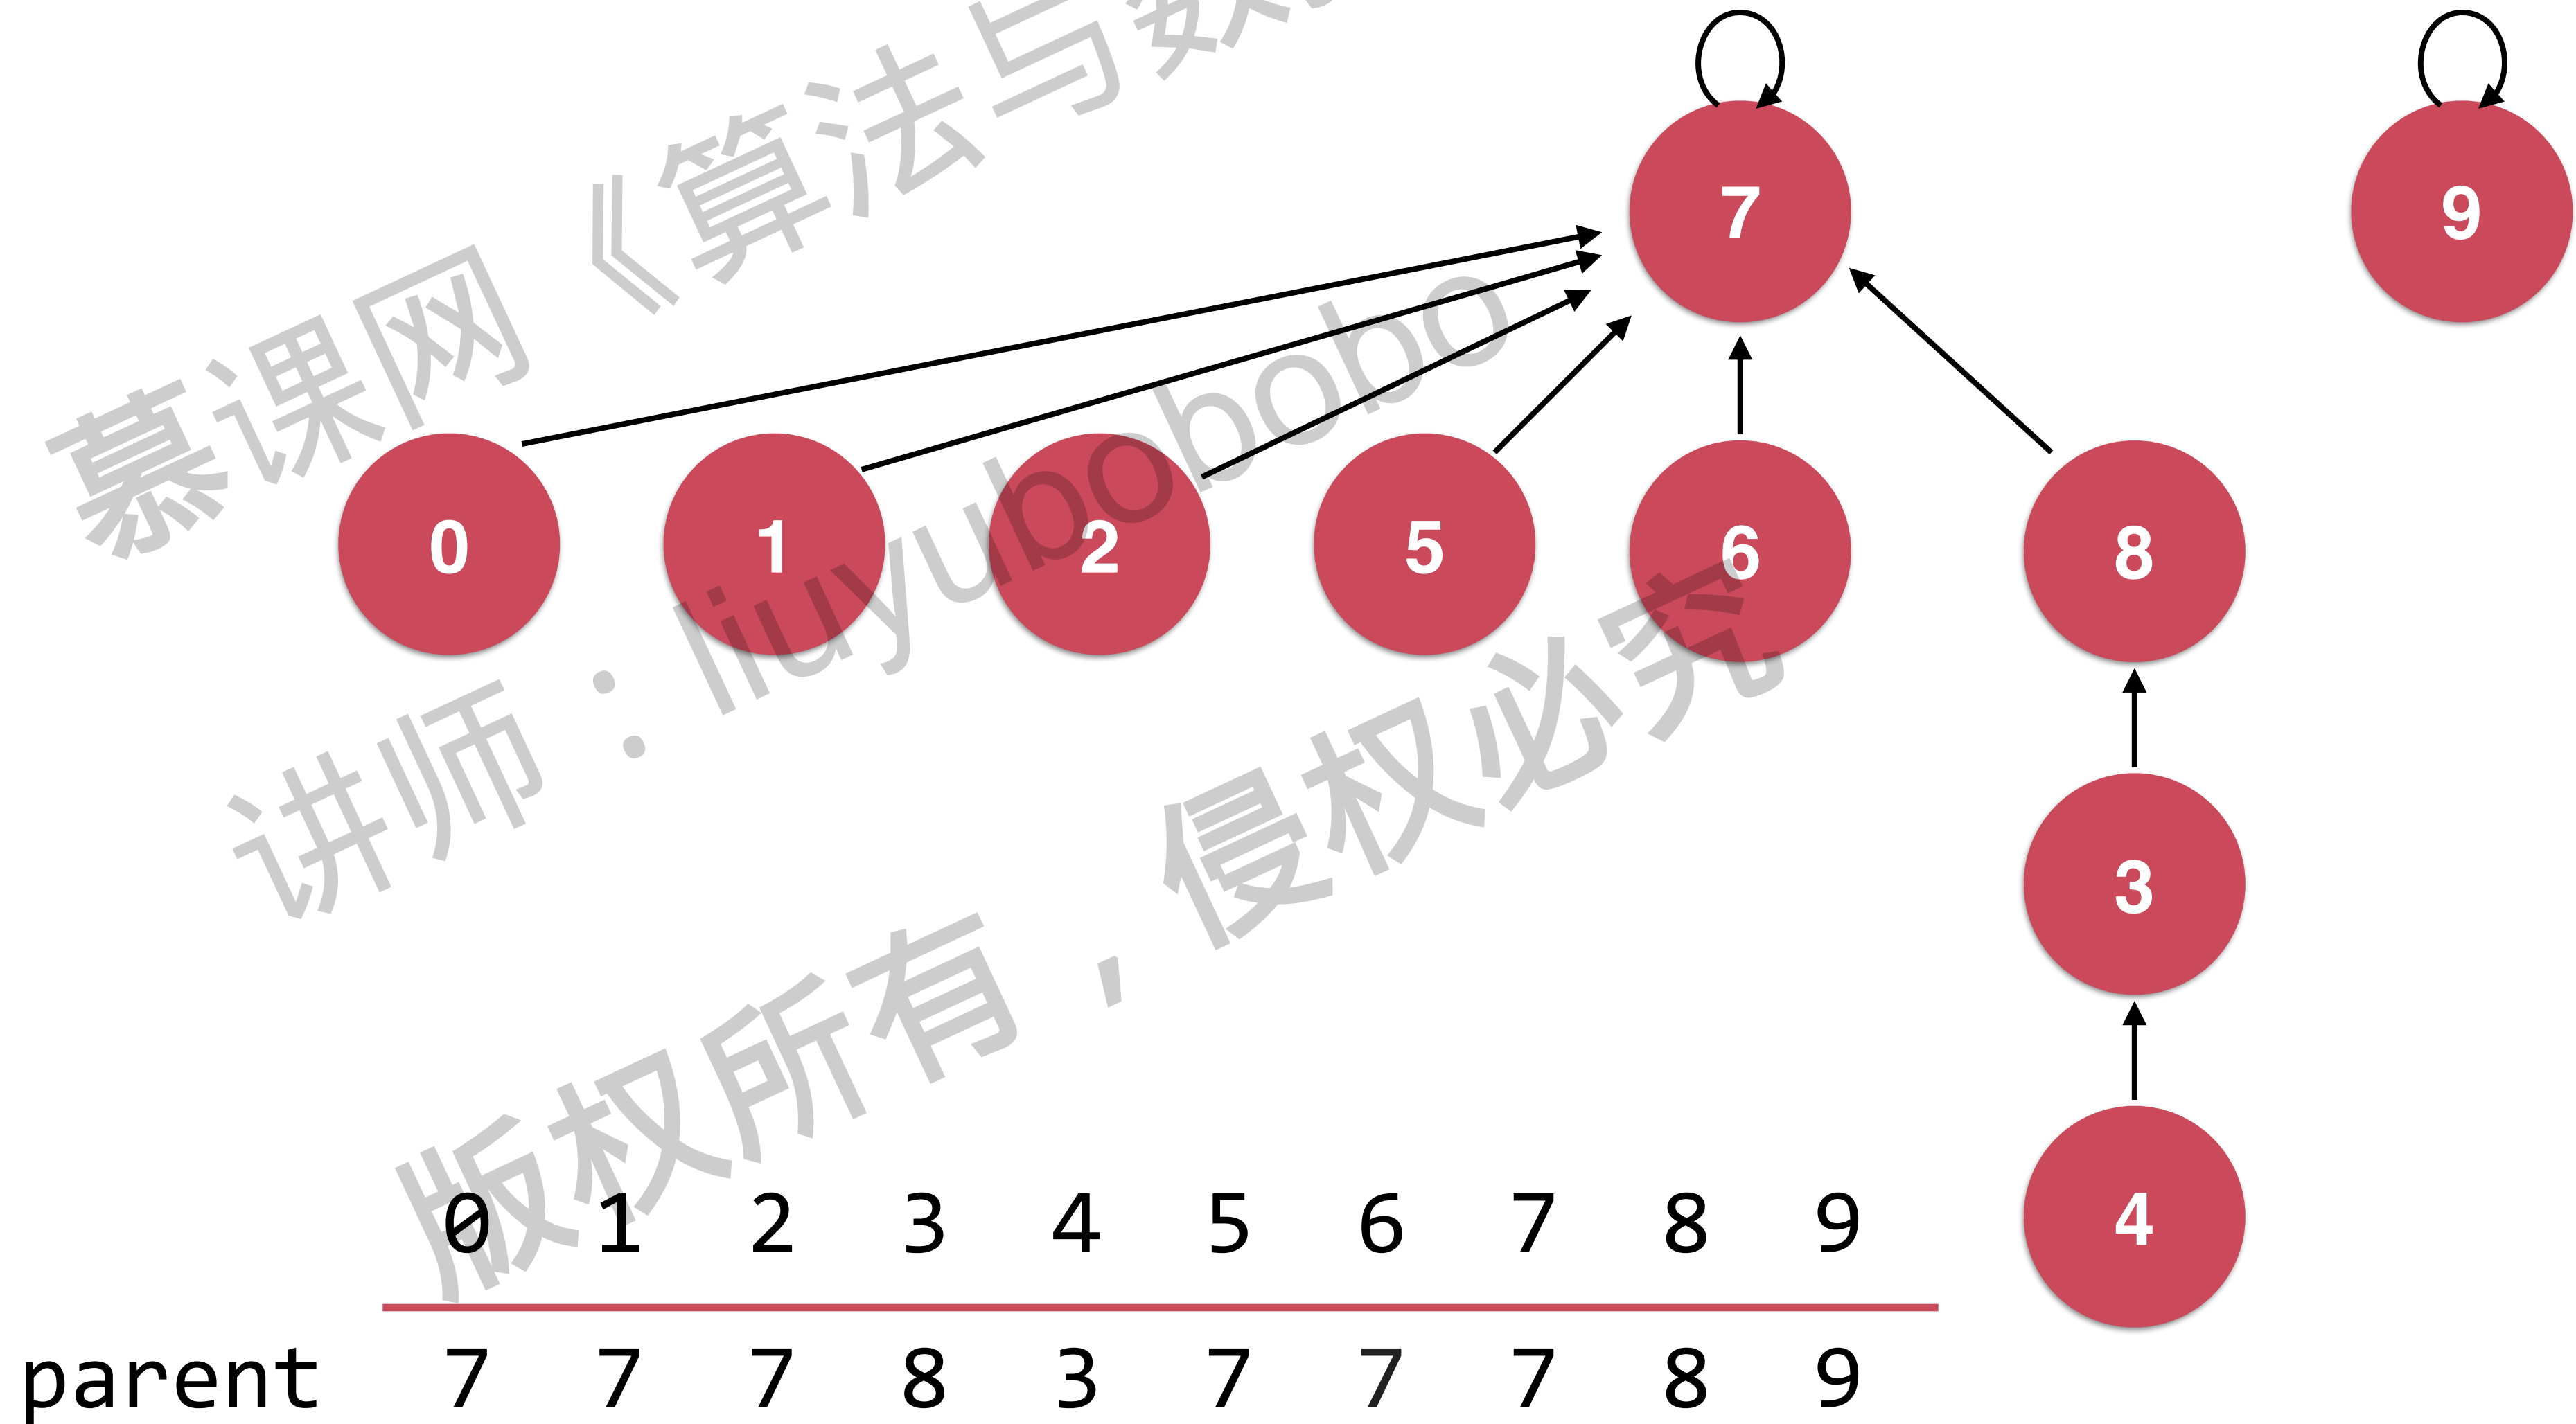 慕课网《算法与数
讲师：liuyubobobo
版权所有，侵权必究
7 9
0 1 2 5 6 8
3
4
0 1 2 3 4 5 6 7 8 9
parent 7 7 7 8 3 7 7 7 8 9